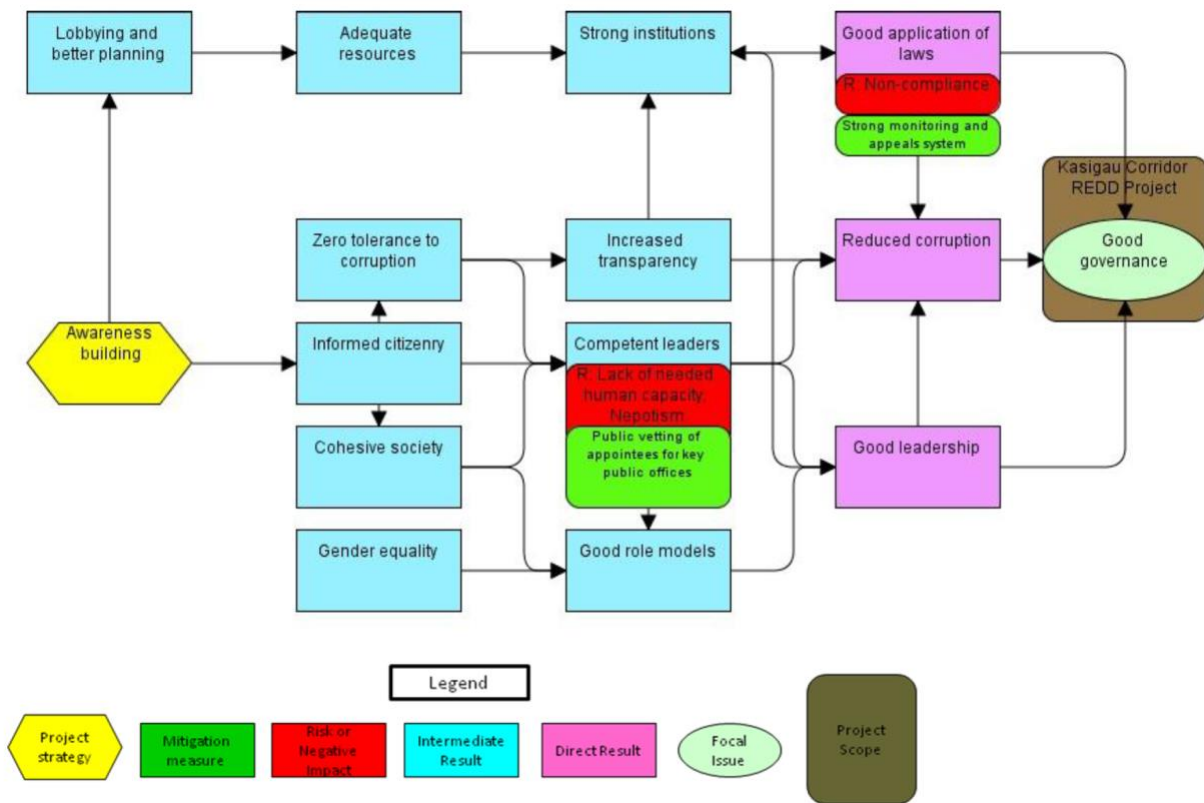 Lobbying and
better planning
Adequate
resources
Strong institutions
Good application of
laws
R: Non-compliance
Strong monitoring and
appeals system
Kasigau Corridor
REDD Project
Zero tolerance to
corruption
Increased
transparency
Reduced corruption
Good
governance
Awareness
building
Informed citizenry
Competent leaders
R: Lack of needed
human capacity;
Nepotism
Public vetting of
appointees for key
public offices
Cohesive society
Good leadership
Gender equality
Good role models
Legend
Project
strategy
Mitigation
measure
Risk or
Negative
Impact
Intermediate
Result
Direct Result
Focal
Issue
Project
Scope